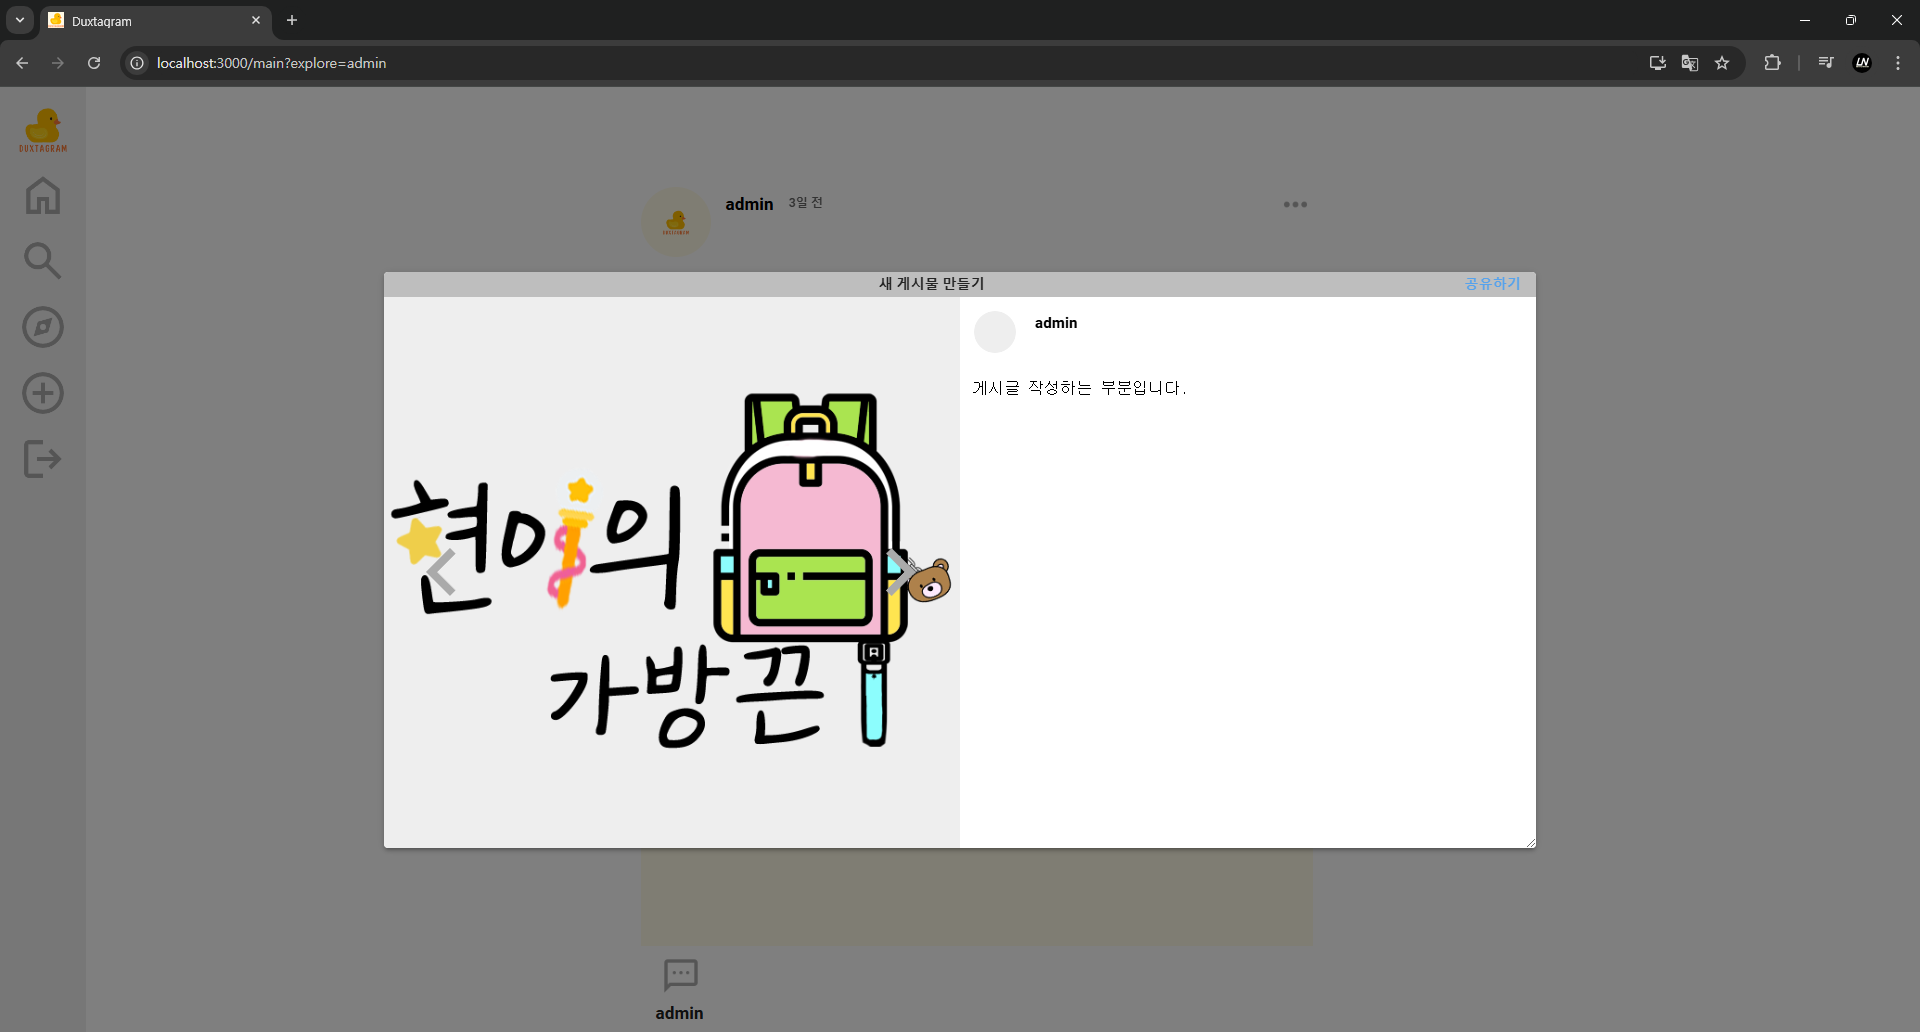 Duxtagram
localhost:3000/main?explore=admin
LN
DUXTAGRAM
admin 3일 전
새 게시물 만들기
공유하기
admin
게시글 작성하는 부분입니다.
현이의
가방끈
admin